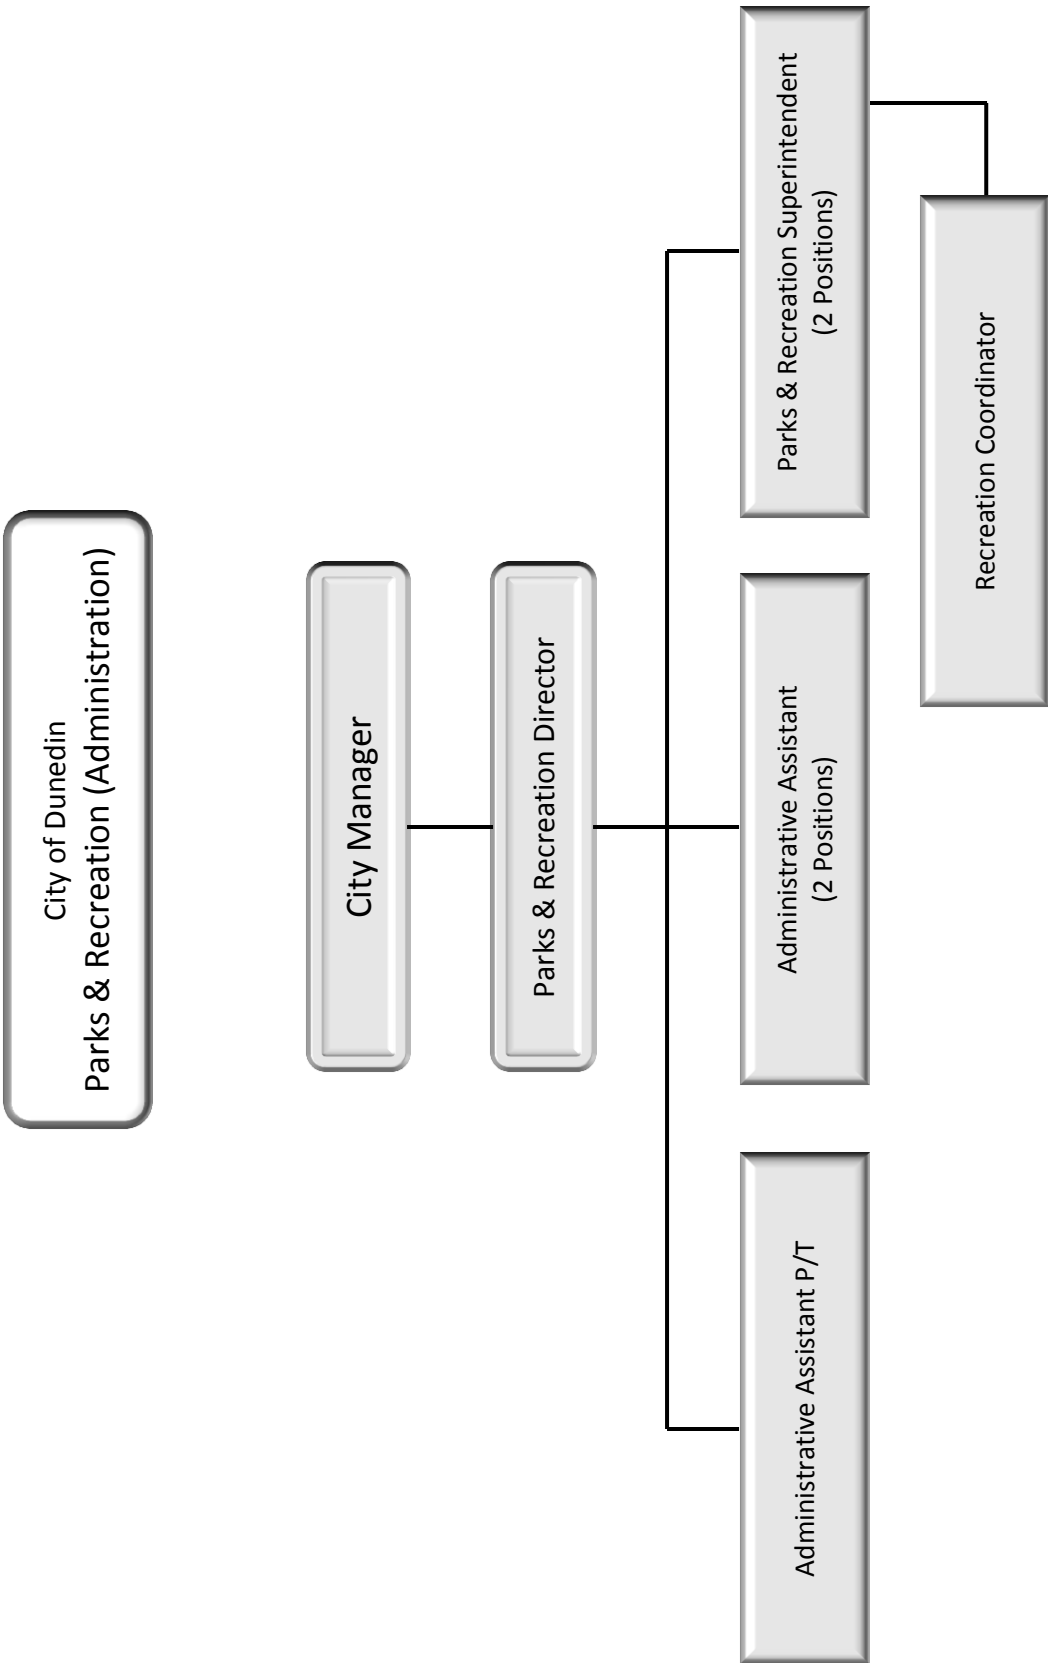 City of Dunedin
Parks & Recreation (Administration)
City Manager
Parks & Recreation Director
Administrative Assistant P/T
Administrative Assistant
(2 Positions)
Parks & Recreation Superintendent
(2 Positions)
Recreation Coordinator